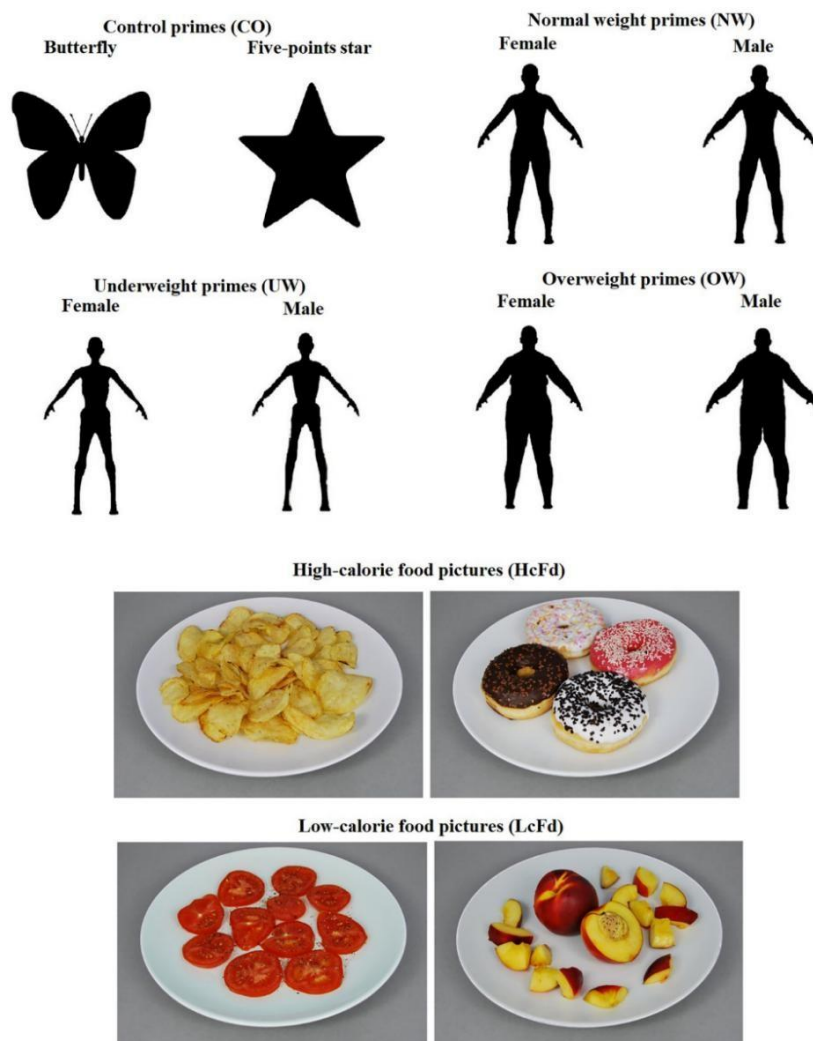 Control primes (CO)
Butterfly
Five-points star
Normal weight primes (NW)
Female
Male
Underweight primes (UW)
Female
Male
Overweight primes (OW)
Female
Male
High-calorie food pictures (HcFd)
Low-calorie food pictures (LcFd)